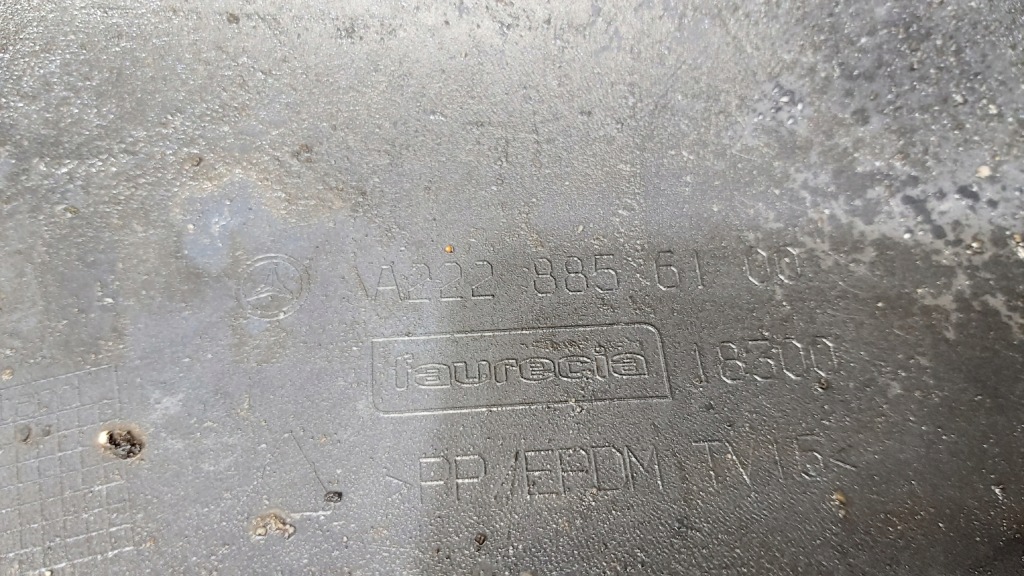 A222 885 61 00
faurecia 18300
>PP/EPDM TV15<